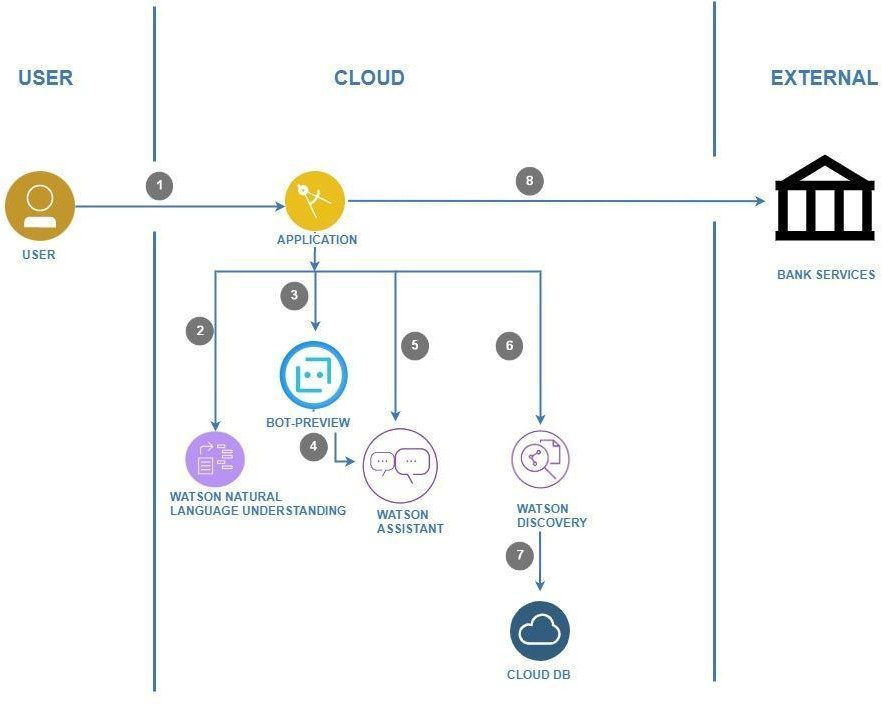 USER
CLOUD
EXTERNAL
1
8
USER
APPLICATION
BANK SERVICES
2
3
5
6
BOT-PREVIEW
4
WATSON NATURAL
LANGUAGE UNDERSTANDING
WATSON
ASSISTANT
WATSON
DISCOVERY
7
CLOUD DB